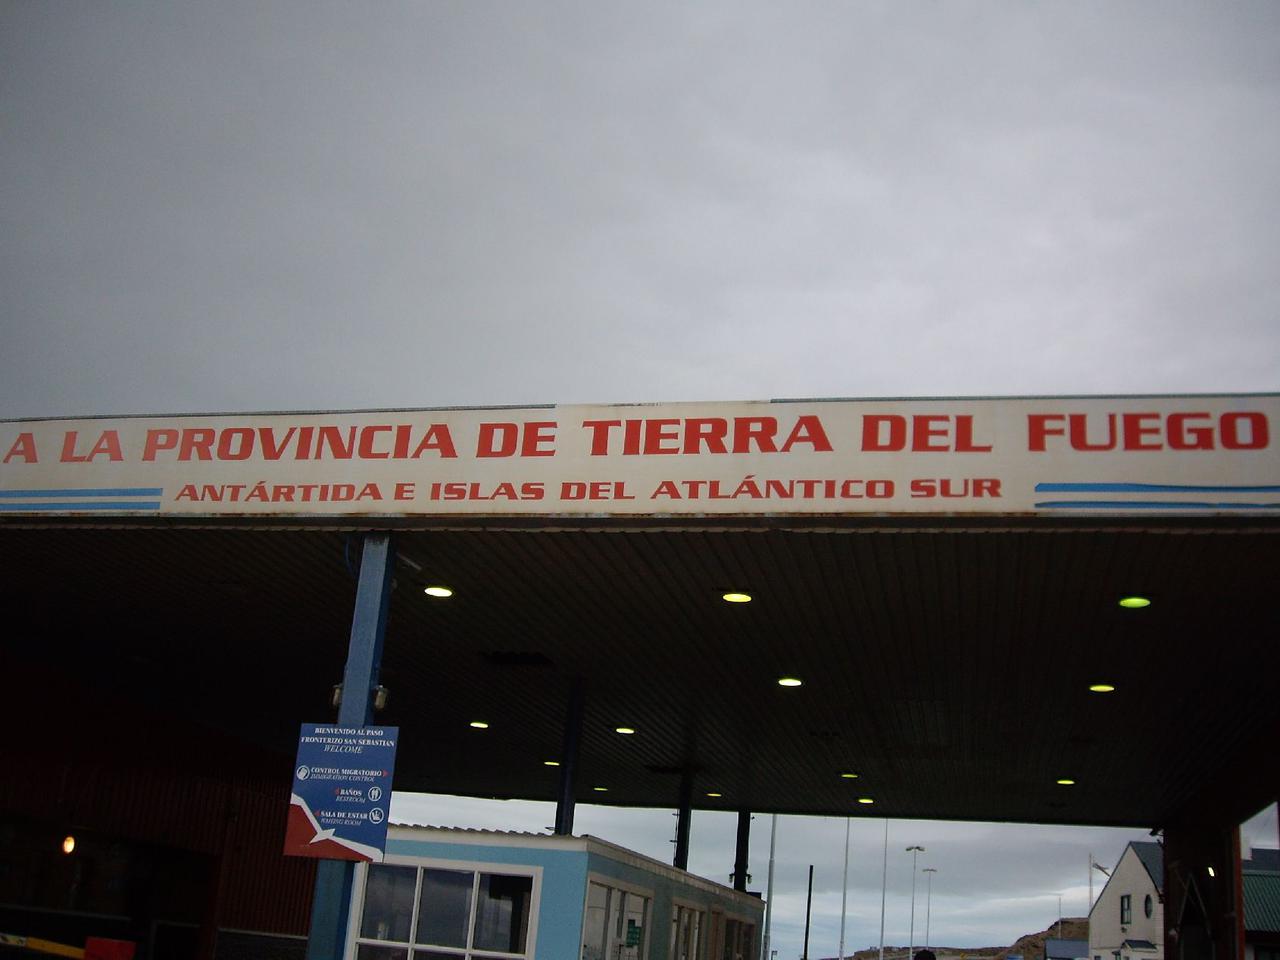 A LA PROVINCIA DE TIERRA DEL FUEGO
ANTÁRTIDA E ISLAS DEL ATLÁNTICO SUR
BIENVENIDO AL PASO
FRONTERIZO SAN SEBASTIAN
WELCOME
CONTROL MIGRATORIO
IMMIGRATION CONTROL
BAÑOS
RESTROOM
SALA DE ESTAR
WAITING ROOM